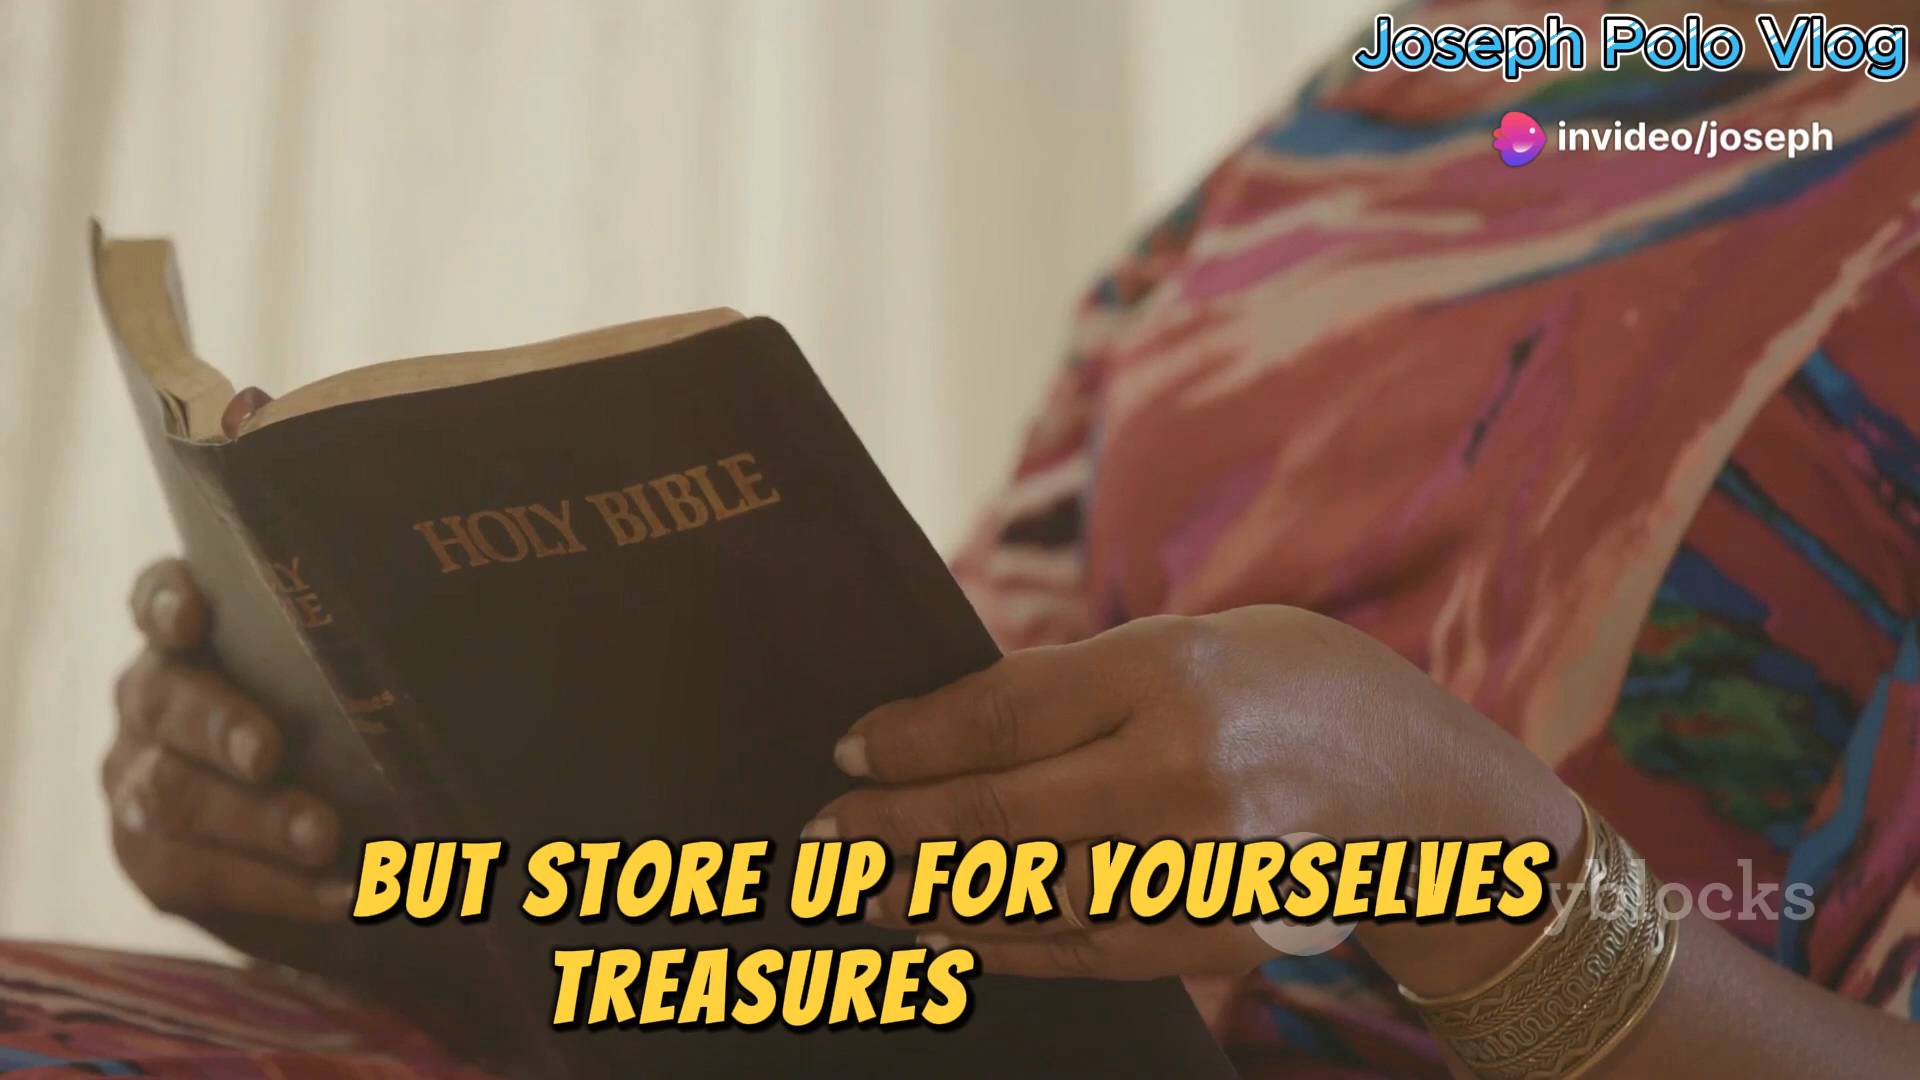 Joseph Polo Vlog
invideo/joseph
HOLY BIBLE
BUT STORE UP FOR YOURSELVES
TREASURES